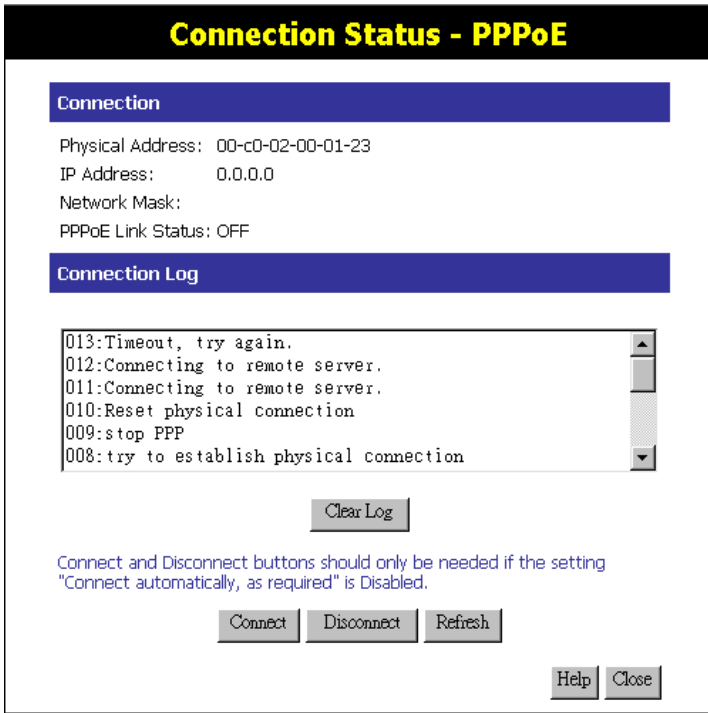 Connection Status - PPPoE
Connection
Physical Address: 00-c0-02-00-01-23
IP Address: 0.0.0.0
Network Mask:
PPPoE Link Status: OFF
Connection Log
013:Timeout, try again.
012:Connecting to remote server.
011:Connecting to remote server.
010:Reset physical connection
009:stop PPP
008:try to establish physical connection
Clear Log
Connect and Disconnect buttons should only be needed if the setting
"Connect automatically, as required" is Disabled.
Connect Disconnect Refresh
Help Close